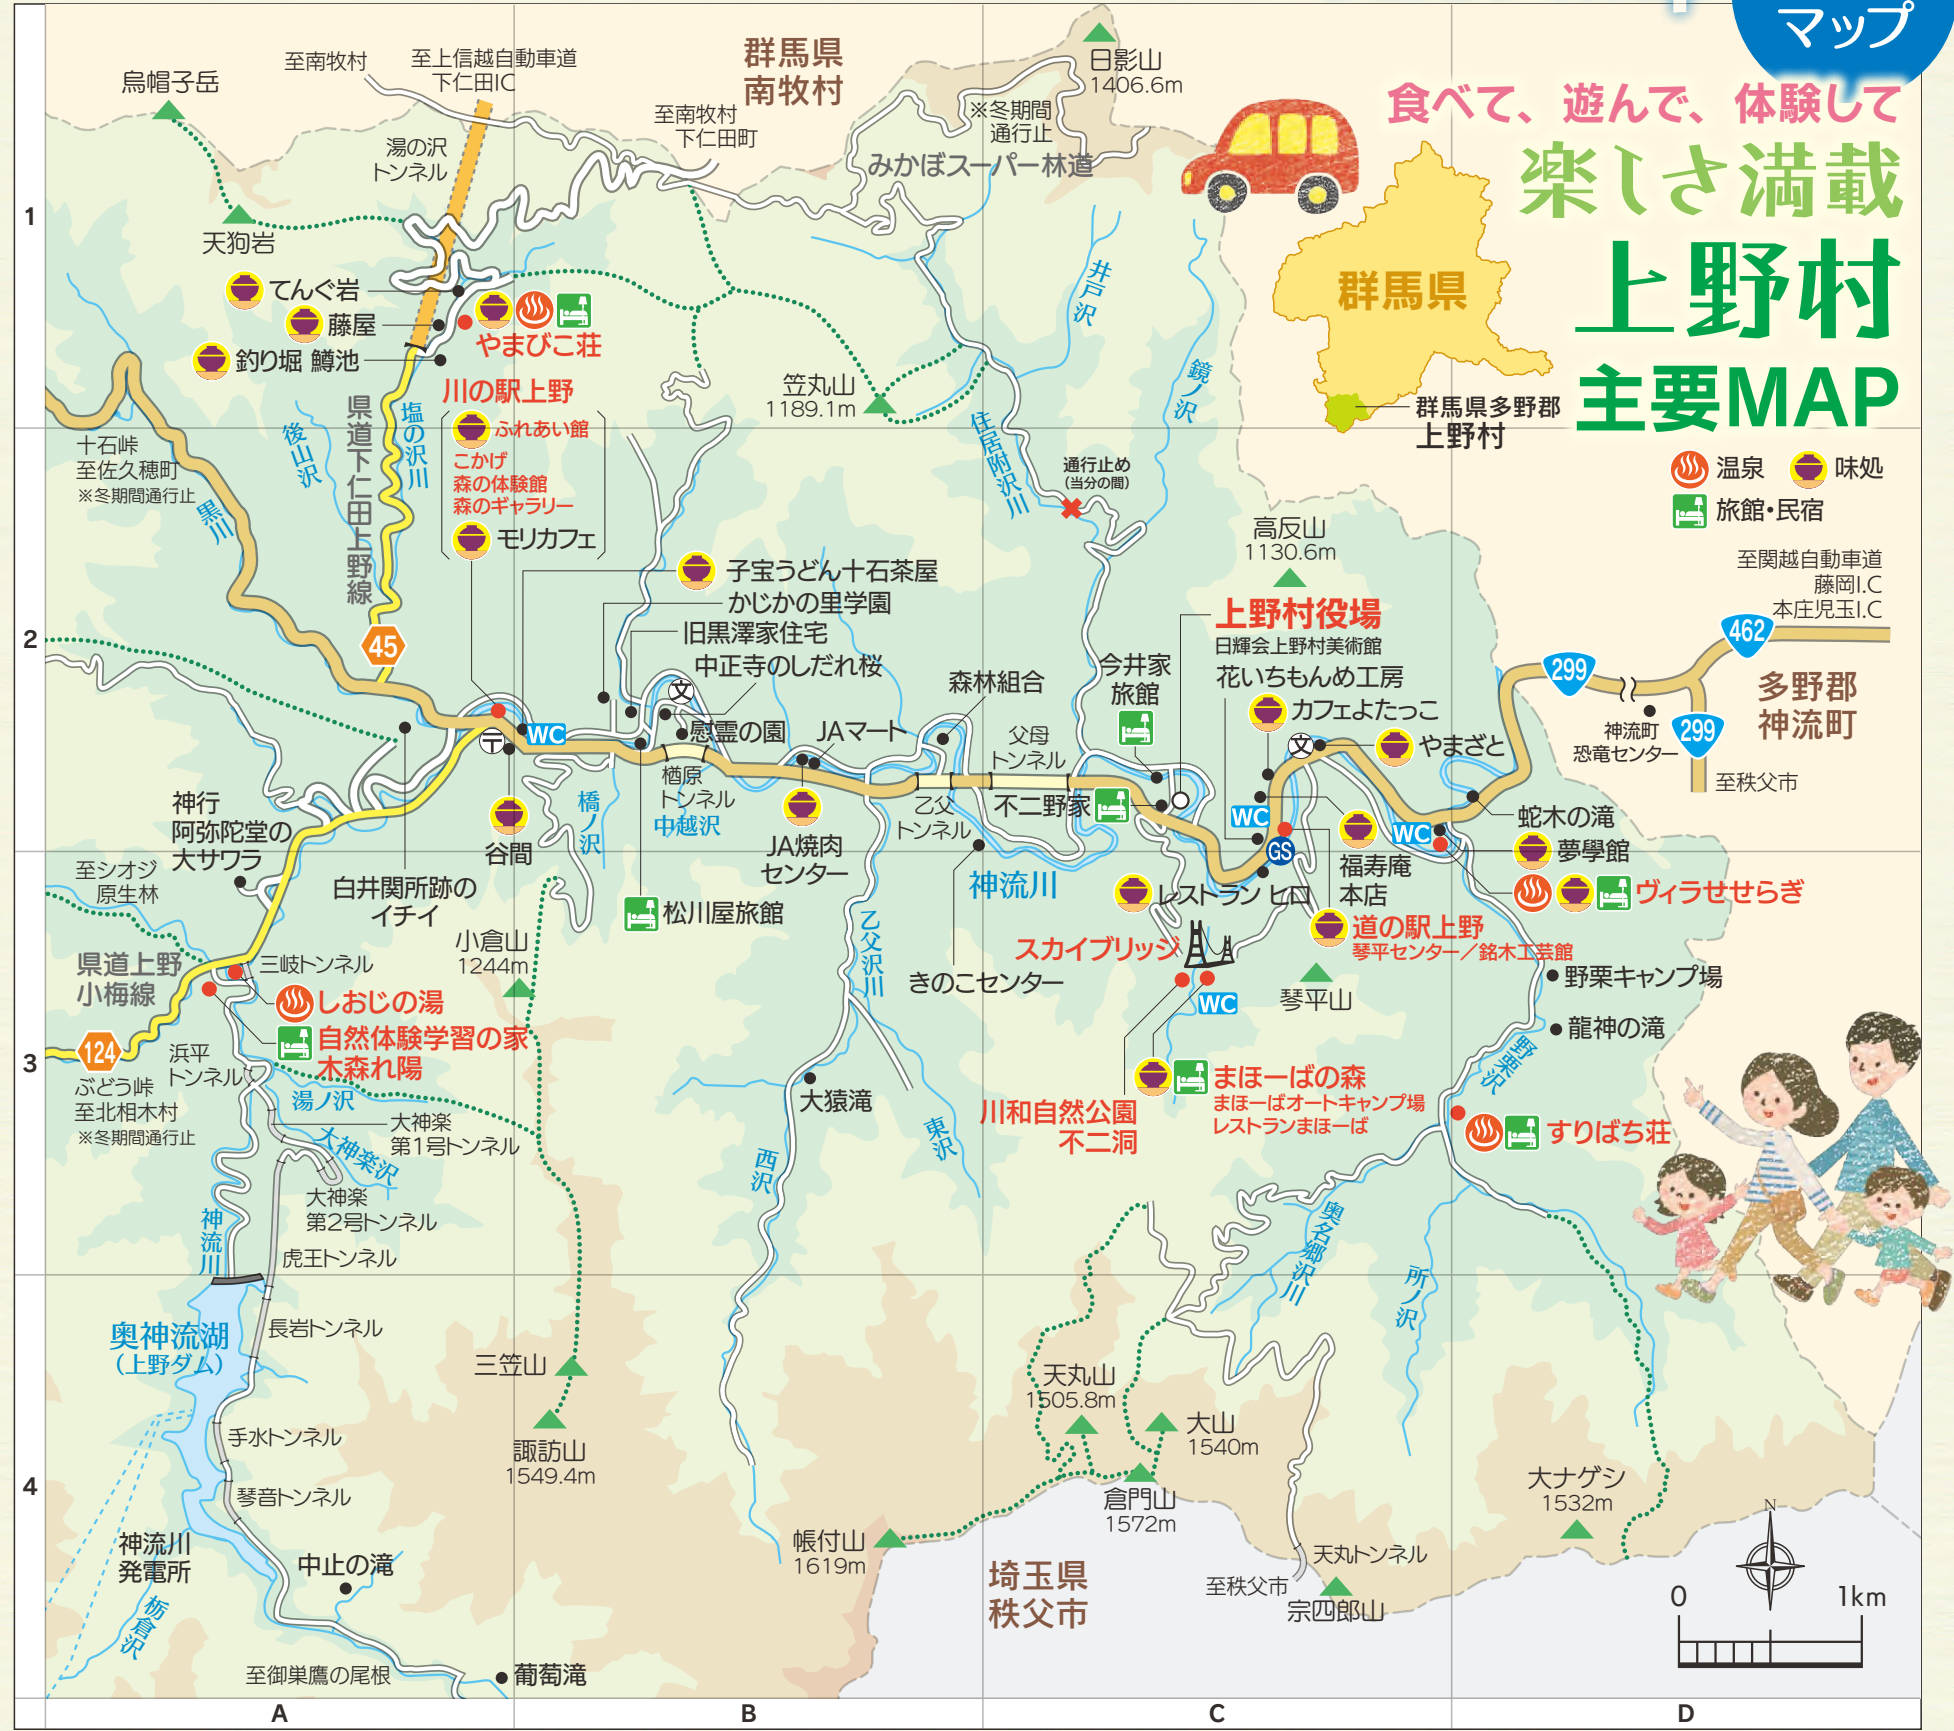 マップ
食べて、遊んで、体験して
楽しさ満載
上野村
主要MAP
群馬県
群馬県多野郡
上野村
温泉
味処
旅館・民宿
至関越自動車道
藤岡I.C
本庄児玉I.C
462
299
299
多野郡
神流町
神流町
恐竜センター
至秩父市
烏帽子岳
至南牧村
至上信越自動車道
下仁田IC
群馬県
南牧村
至南牧村
下仁田町
日影山
1406.6m
※冬期間
通行止
みかぼスーパー林道
湯の沢
トンネル
天狗岩
てんぐ岩
藤屋
釣り堀 鱒池
やまびこ荘
川の駅上野
ふれあい館
こかげ
森の体験館
森のギャラリー
モリカフェ
笠丸山
1189.1m
井戸沢
鏡ノ沢
住居附沢川
通行止め
(当分の間)
十石峠
至佐久穂町
※冬期間通行止
後山沢
黒川
県道下仁田上野線
塩の沢川
45
高反山
1130.6m
子宝うどん十石茶屋
かじかの里学園
旧黒澤家住宅
中正寺のしだれ桜
文
慰霊の園
WC
〒
JAマート
森林組合
父母
トンネル
今井家
旅館
上野村役場
日輝会上野村美術館
花いちもんめ工房
カフェよたっこ
文
やまざと
楢原
トンネル
中越沢
橋ノ沢
谷間
JA焼肉
センター
乙父
トンネル
不二野家
WC
WC
GS
蛇木の滝
夢學館
福寿庵
本店
神行
阿弥陀堂の
大サワラ
至シオジ
原生林
白井関所跡の
イチイ
松川屋旅館
神流川
レストラン ヒロ
ヴィラせせらぎ
道の駅上野
琴平センター／銘木工芸館
小倉山
1244m
乙父沢川
きのこセンター
スカイブリッジ
WC
琴平山
野栗キャンプ場
龍神の滝
県道上野
小梅線
三岐トンネル
しおじの湯
自然体験学習の家
木森れ陽
124
ぶどう峠
至北相木村
※冬期間通行止
浜平
トンネル
湯ノ沢
大神楽
第1号トンネル
大神楽沢
大神楽
第2号トンネル
虎王トンネル
神流川
大猿滝
東沢
西沢
川和自然公園
不二洞
まほーばの森
まほーばオートキャンプ場
レストランまほーば
野栗沢
すりばち荘
奥名郷沢川
所ノ沢
奥神流湖
（上野ダム）
長岩トンネル
三笠山
諏訪山
1549.4m
手水トンネル
琴音トンネル
神流川
発電所
栃倉沢
中止の滝
至御巣鷹の尾根
葡萄滝
天丸山
1505.8m
大山
1540m
倉門山
1572m
帳付山
1619m
埼玉県
秩父市
天丸トンネル
至秩父市
宗四郎山
大ナゲシ
1532m
N
0
1km
1
2
3
4
A
B
C
D